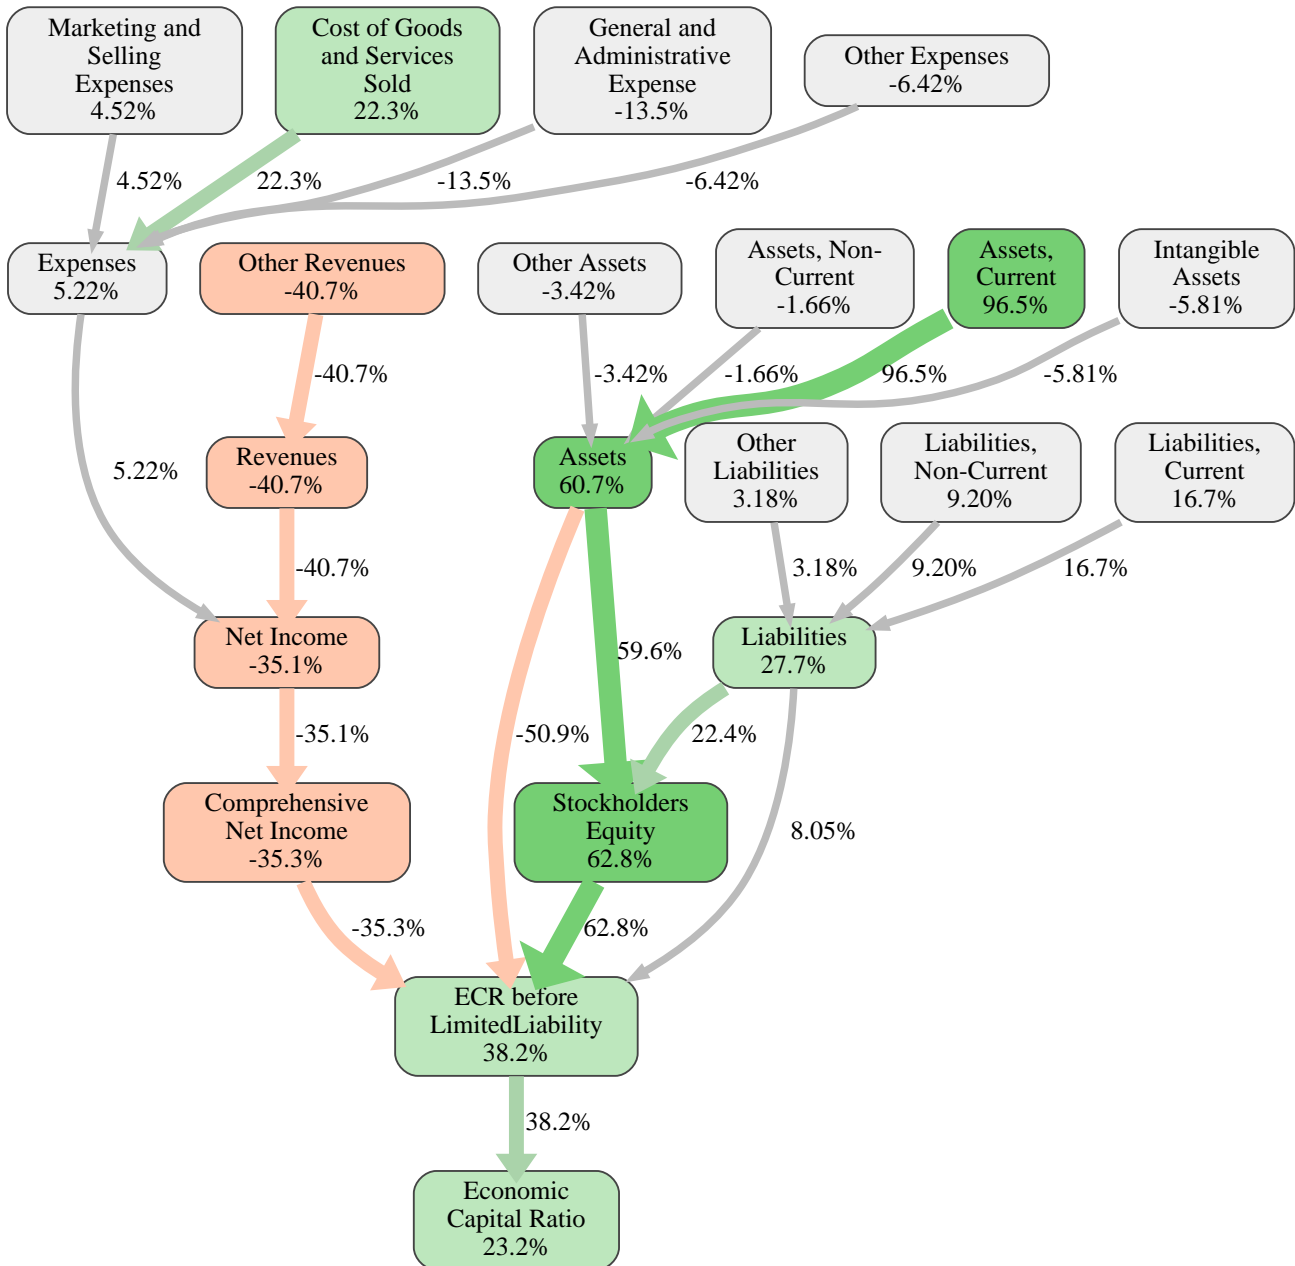 Marketing and
Selling
Expenses
4.52%
Cost of Goods
and Services
Sold
22.3%
General and
Administrative
Expense
-13.5%
Other Expenses
-6.42%
4.52%
22.3%
-13.5%
-6.42%
Expenses
5.22%
Other Revenues
-40.7%
Other Assets
-3.42%
Assets, Non-
Current
-1.66%
Assets,
Current
96.5%
Intangible
Assets
-5.81%
-40.7%
-3.42%
-1.66%
96.5%
-5.81%
5.22%
Revenues
-40.7%
Assets
60.7%
Other
Liabilities
3.18%
Liabilities,
Non-Current
9.20%
Liabilities,
Current
16.7%
-40.7%
3.18%
9.20%
16.7%
Net Income
-35.1%
59.6%
Liabilities
27.7%
-35.1%
-50.9%
22.4%
Comprehensive
Net Income
-35.3%
Stockholders
Equity
62.8%
8.05%
-35.3%
62.8%
ECR before
LimitedLiability
38.2%
38.2%
Economic
Capital Ratio
23.2%